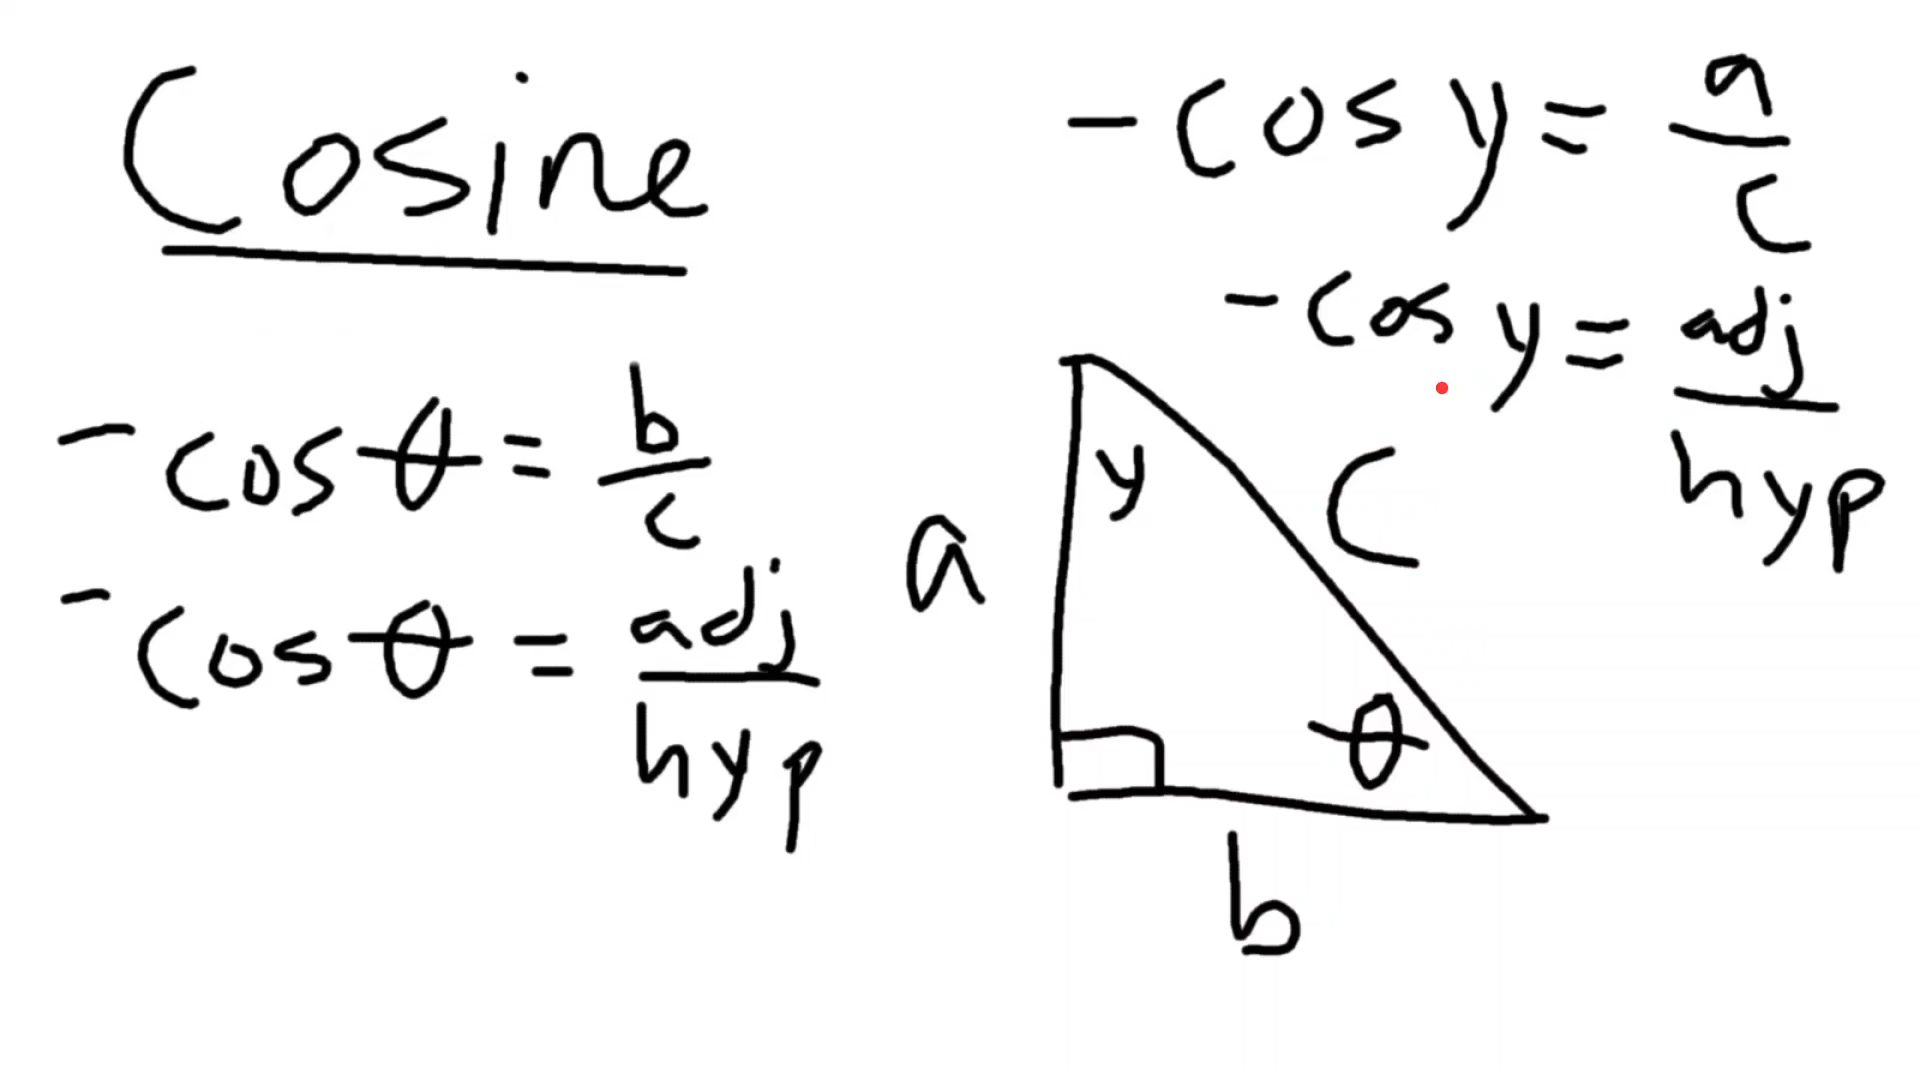 Cosine
- cos θ = b/c
- cos θ = adj/hyp
- cos y = a/c
- cos y = adj/hyp
y
a
c
θ
b